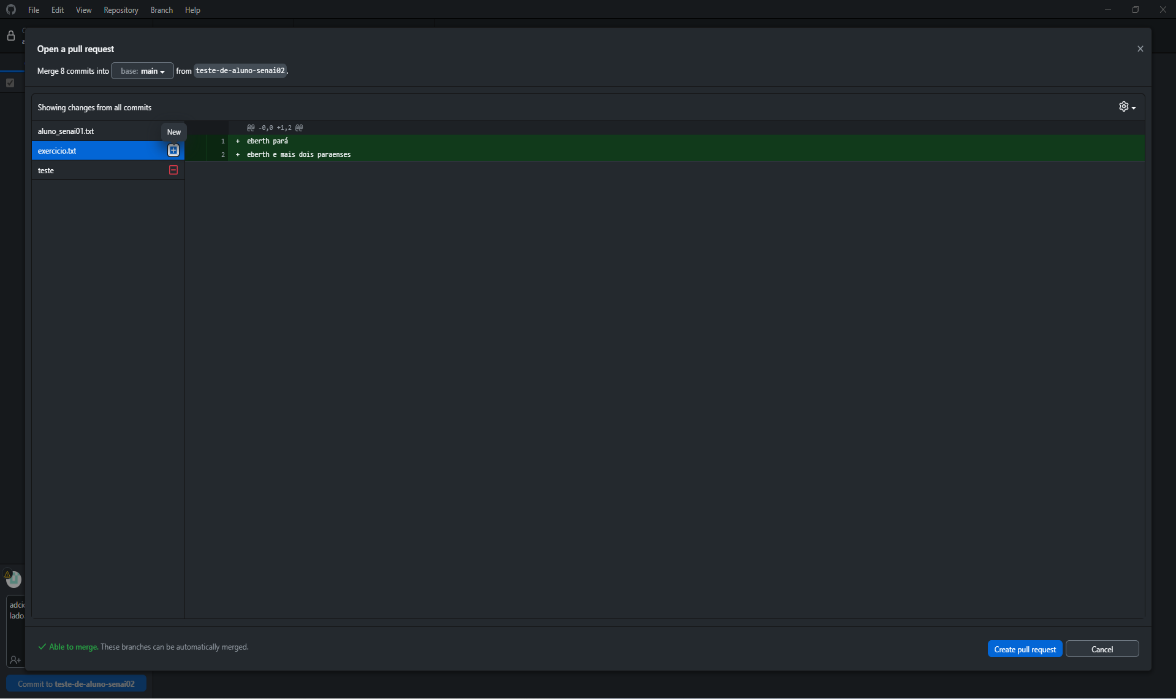 File Edit View Repository Branch Help
Open a pull request
Merge 8 commits into base: main from teste-de-aluno-senai02.
Showing changes from all commits
aluno_senai01.txt
New
exercicio.txt
teste
@@ -0,0 +1,2 @@
1 + eberth pará
2 + eberth e mais dois paraenses
adcio
lado
Able to merge. These branches can be automatically merged.
Create pull request
Cancel
Commit to teste-de-aluno-senai02